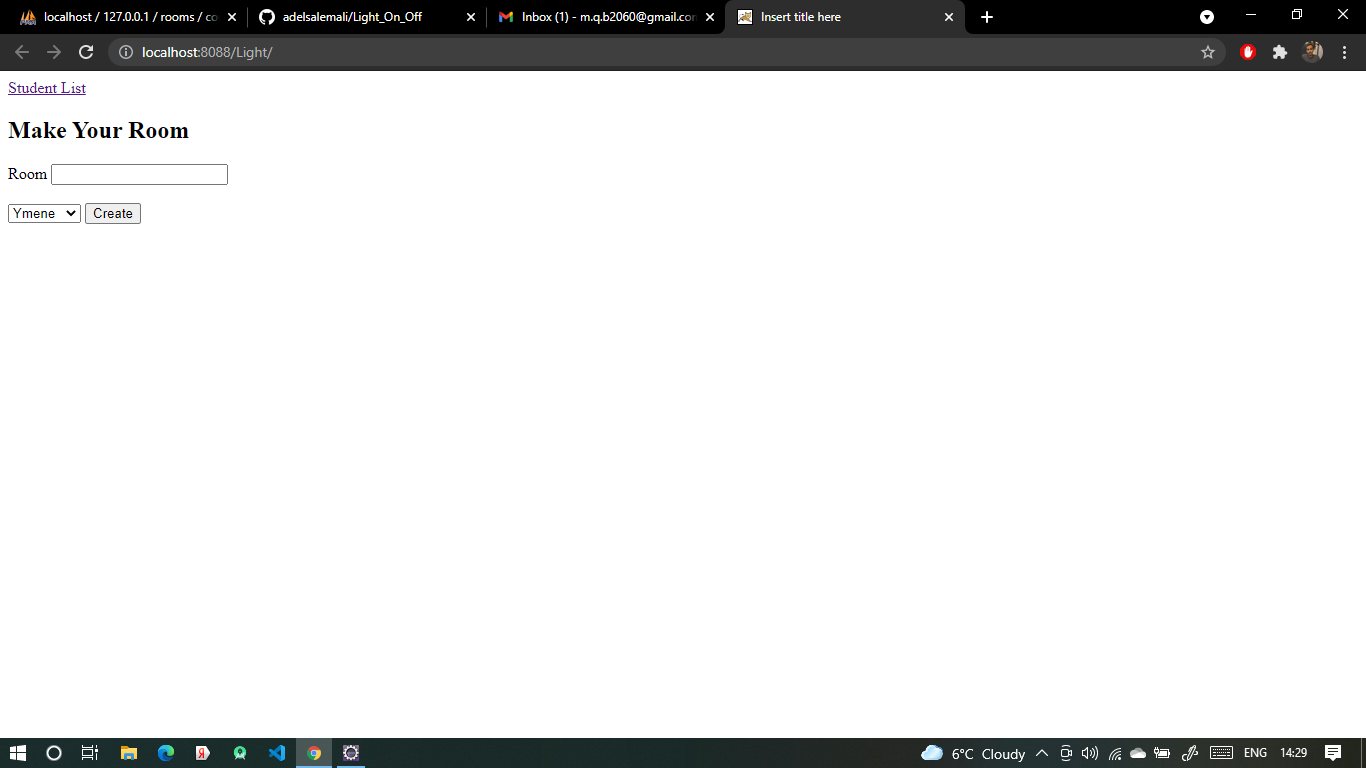 localhost / 127.0.0.1 / rooms / co
adelsalemali/Light_On_Off
Inbox (1) - m.q.b2060@gmail.con
Insert title here
localhost:8088/Light/
Student List
Make Your Room
Room
Ymene Create
6°C Cloudy ENG 14:29